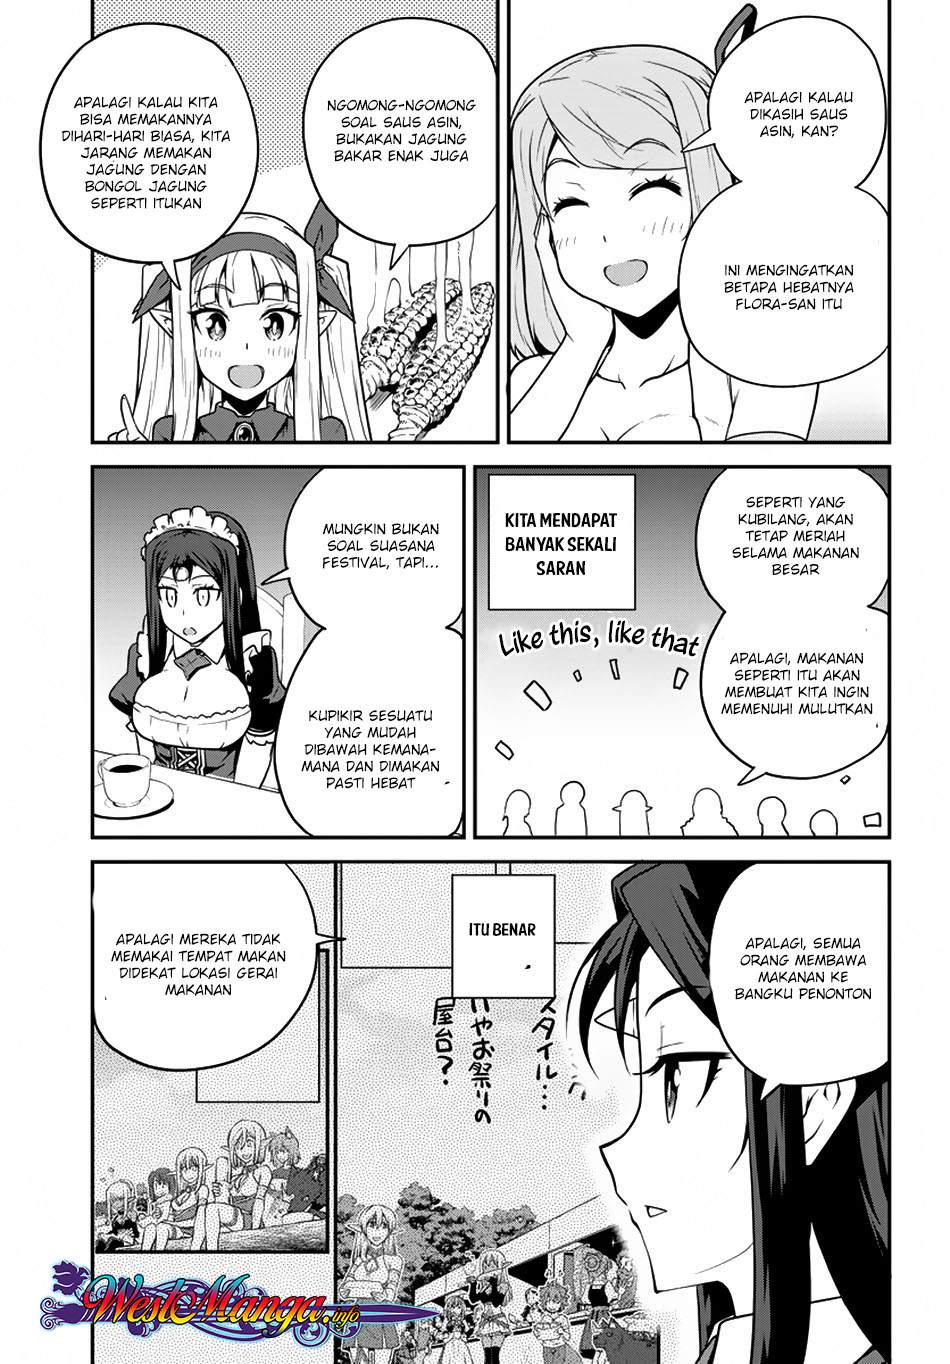 APALAGI KALAU
DIKASIH SAUS
ASIN, KAN?
INI MENGINGATKAN
BETAPA HEBATNYA
FLORA-SAN ITU
NGOMONG-NGOMONG
SOAL SAUS ASIN,
BUKAKAN JAGUNG
BAKAR ENAK JUGA
APALAGI KALAU KITA
BISA MEMAKANNYA
DIHARI-HARI BIASA, KITA
JARANG MEMAKAN
JAGUNG DENGAN
BONGOL JAGUNG
SEPERTI ITUKAN
SEPERTI YANG
KUBILANG, AKAN
TETAP MERIAH
SELAMA MAKANAN
BESAR
APALAGI, MAKANAN
SEPERTI ITU AKAN
MEMBUAT KITA INGIN
MEMENUHI MULUTKAN
KITA MENDAPAT
BANYAK SEKALI
SARAN
Like this, like that
MUNGKIN BUKAN
SOAL SUASANA
FESTIVAL, TAPI...
KUPIKIR SESUATU
YANG MUDAH
DIBAWAH KEMANA-
MANA DAN DIMAKAN
PASTI HEBAT
APALAGI, SEMUA
ORANG MEMBAWA
MAKANAN KE
BANGKU PENONTON
ITU BENAR
スタイル…
いやお祭りの
屋台?
APALAGI MEREKA TIDAK
MEMAKAI TEMPAT MAKAN
DIDEKAT LOKASI GERAI
MAKANAN
WestManga.info